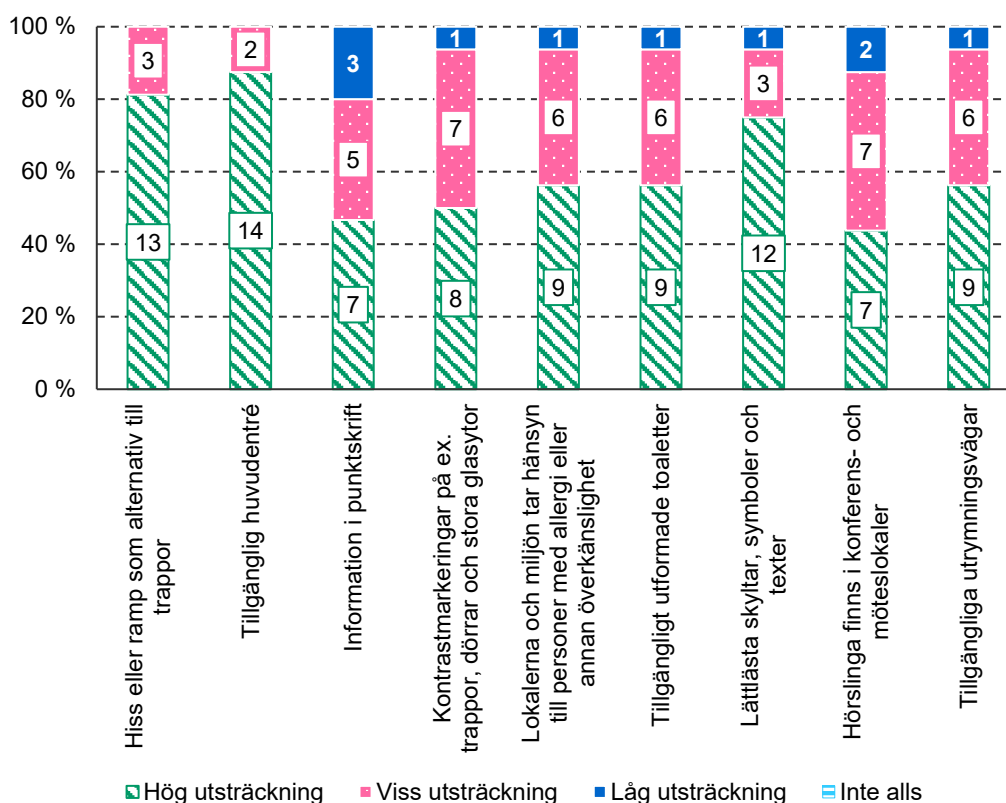 100 %
80 %
60 %
40 %
20 %
0 %
3
13
2
14
3
5
7
1
7
8
1
6
9
1
6
9
1
3
12
2
7
7
1
6
9
Hiss eller ramp som alternativ till
trappor
Tillgänglig huvudentré
Information i punktskrift
Kontrastmarkeringar på ex.
trappor, dörrar och stora glasytor
Lokalerna och miljön tar hänsyn
till personer med allergi eller
annan överkänslighet
Tillgängligt utformade toaletter
Lättlästa skyltar, symboler och
texter
Hörslinga finns i konferens- och
möteslokaler
Tillgängliga utrymningsvägar
Hög utsträckning
Viss utsträckning
Låg utsträckning
Inte alls